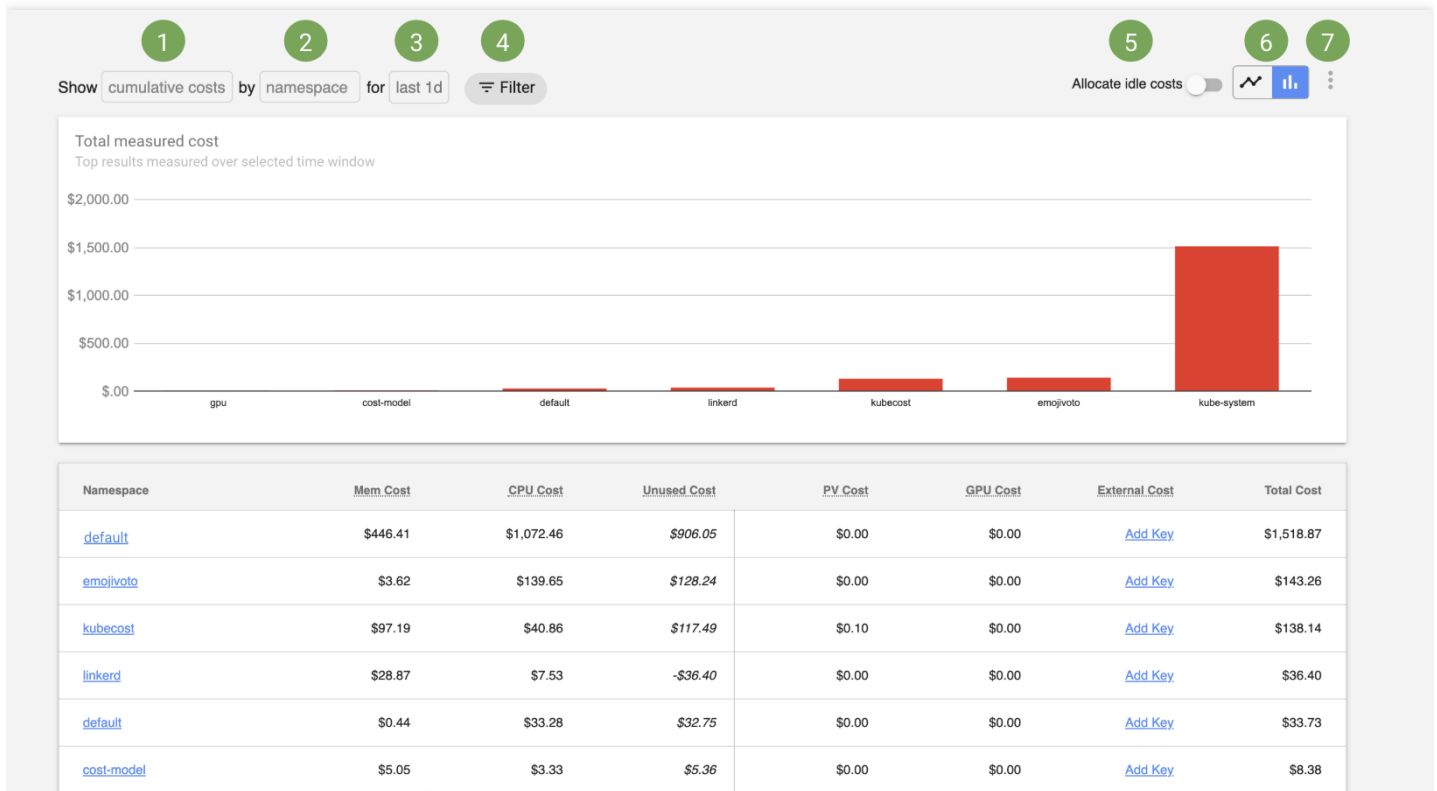 1 2 3 4 5 6 7
Show cumulative costs by namespace for last 1d Filter Allocate idle costs
Total measured cost
Top results measured over selected time window
$2,000.00
$1,500.00
$1,000.00
$500.00
$.00
gpu cost-model default linkerd kubecost emojivoto kube-system
Namespace Mem Cost CPU Cost Unused Cost PV Cost GPU Cost External Cost Total Cost
default $446.41 $1,072.46 $906.05 $0.00 $0.00 Add Key $1,518.87
emojivoto $3.62 $139.65 $128.24 $0.00 $0.00 Add Key $143.26
kubecost $97.19 $40.86 $117.49 $0.10 $0.00 Add Key $138.14
linkerd $28.87 $7.53 -$36.40 $0.00 $0.00 Add Key $36.40
default $0.44 $33.28 $32.75 $0.00 $0.00 Add Key $33.73
cost-model $5.05 $3.33 $5.36 $0.00 $0.00 Add Key $8.38